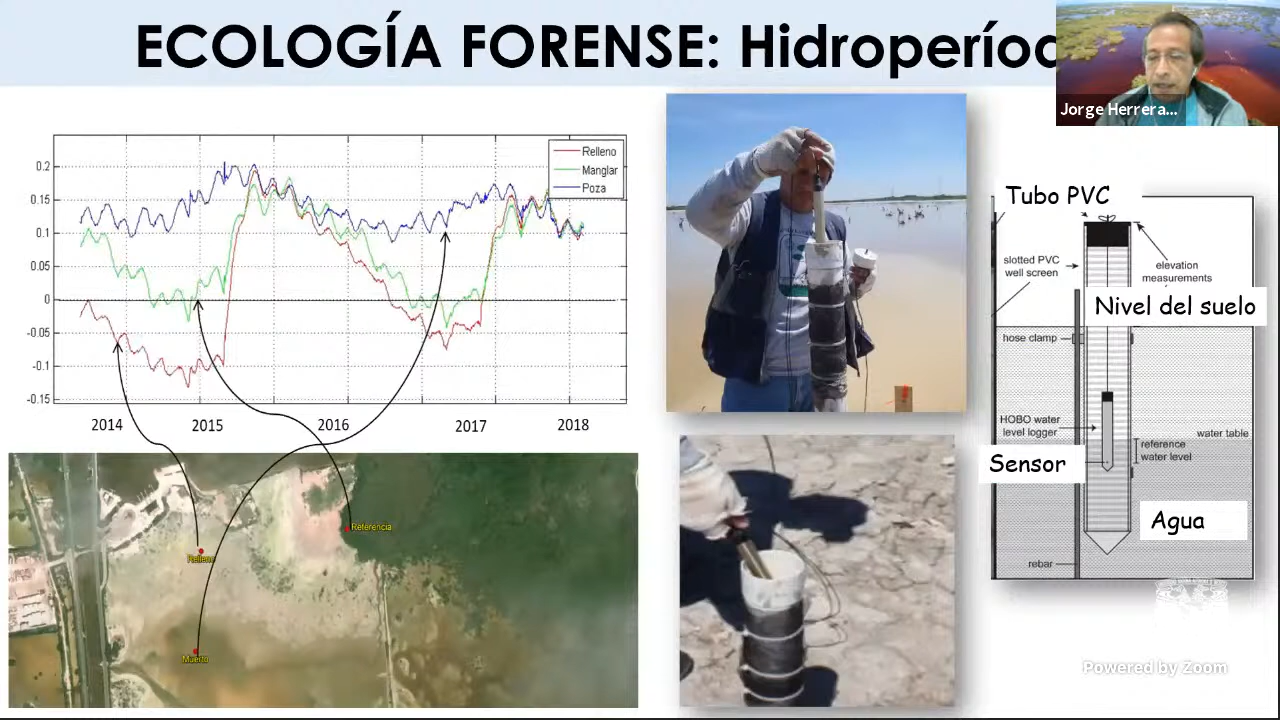 ECOLOGÍA FORENSE: Hidroperíoc
Jorge Herrera...
Relleno
Manglar
Poza
0.2
0.15
0.1
0.05
0
-0.05
-0.1
-0.15
2014
2015
2016
2017
2018
Referencia
Relleno
Muerto
Tubo PVC
slotted PVC
well screen
elevation
measurements
Nivel del suelo
hose clamp
HOBO water
level logger
water table
reference
water level
Sensor
Agua
rebar
Powered by Zoom